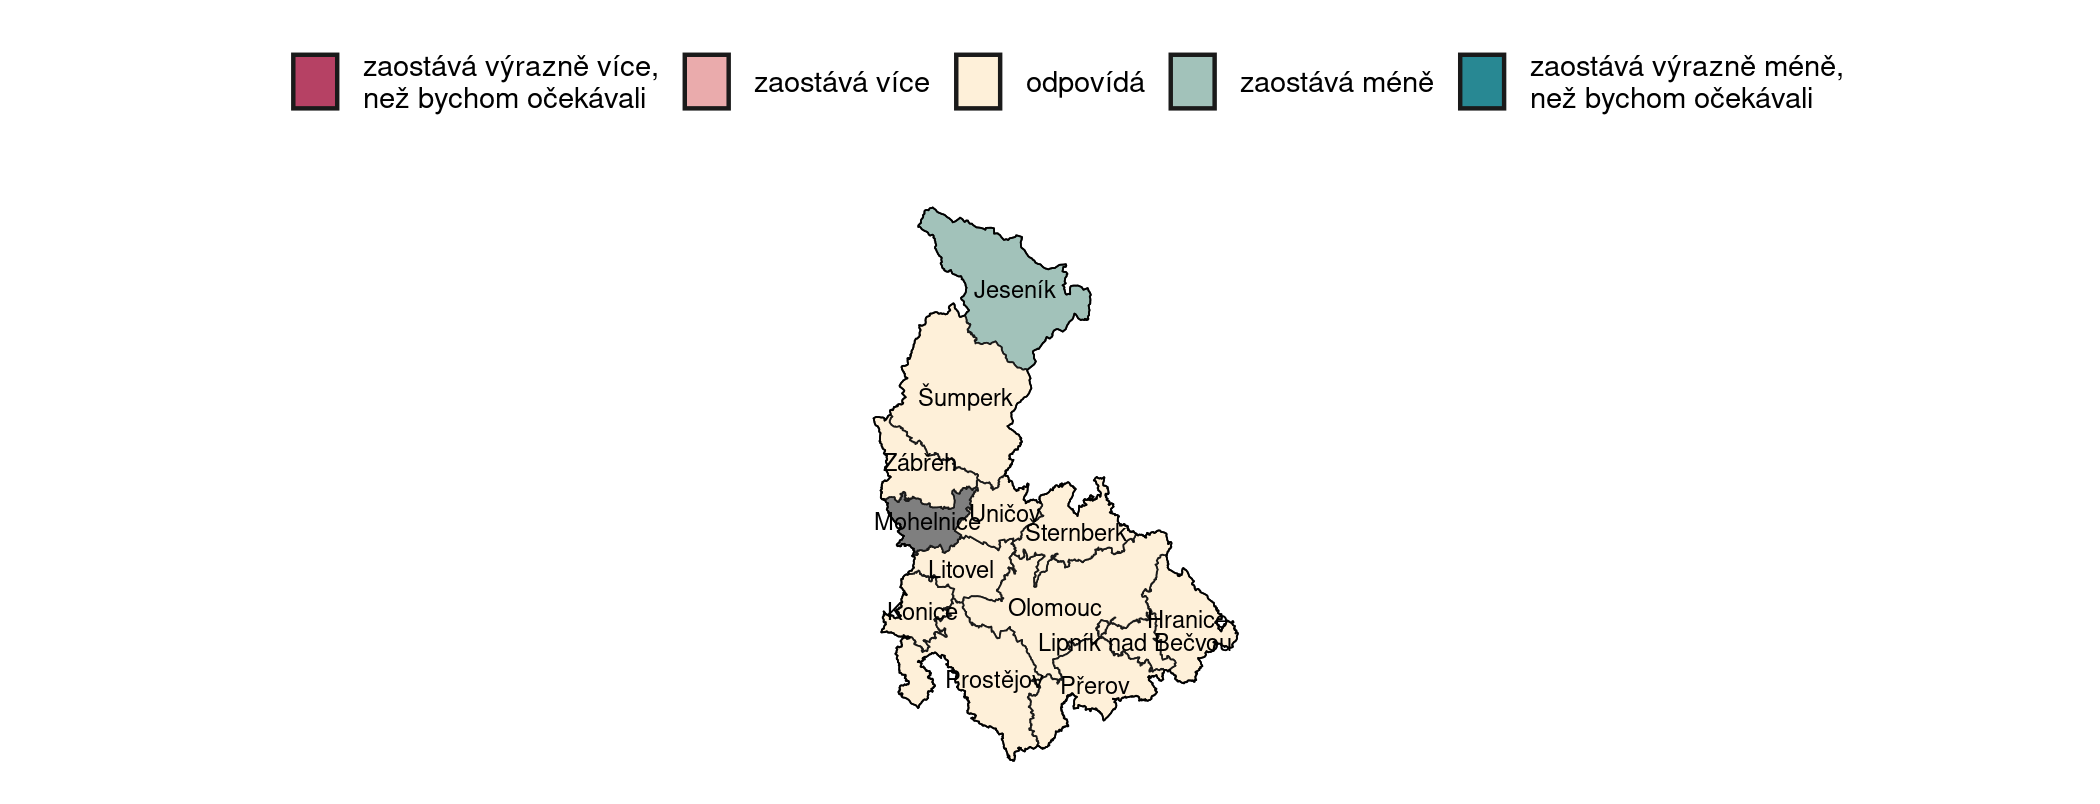 zaostává výrazně více,
než bychom očekávali
zaostává více
odpovídá
zaostává méně
zaostává výrazně méně,
než bychom očekávali
Jeseník
Šumperk
Zábřeh
Mohelnice
Uničov
Šternberk
Litovel
Olomouc
Konice
Hranice
Lipník nad Bečvou
Prostějov
Přerov